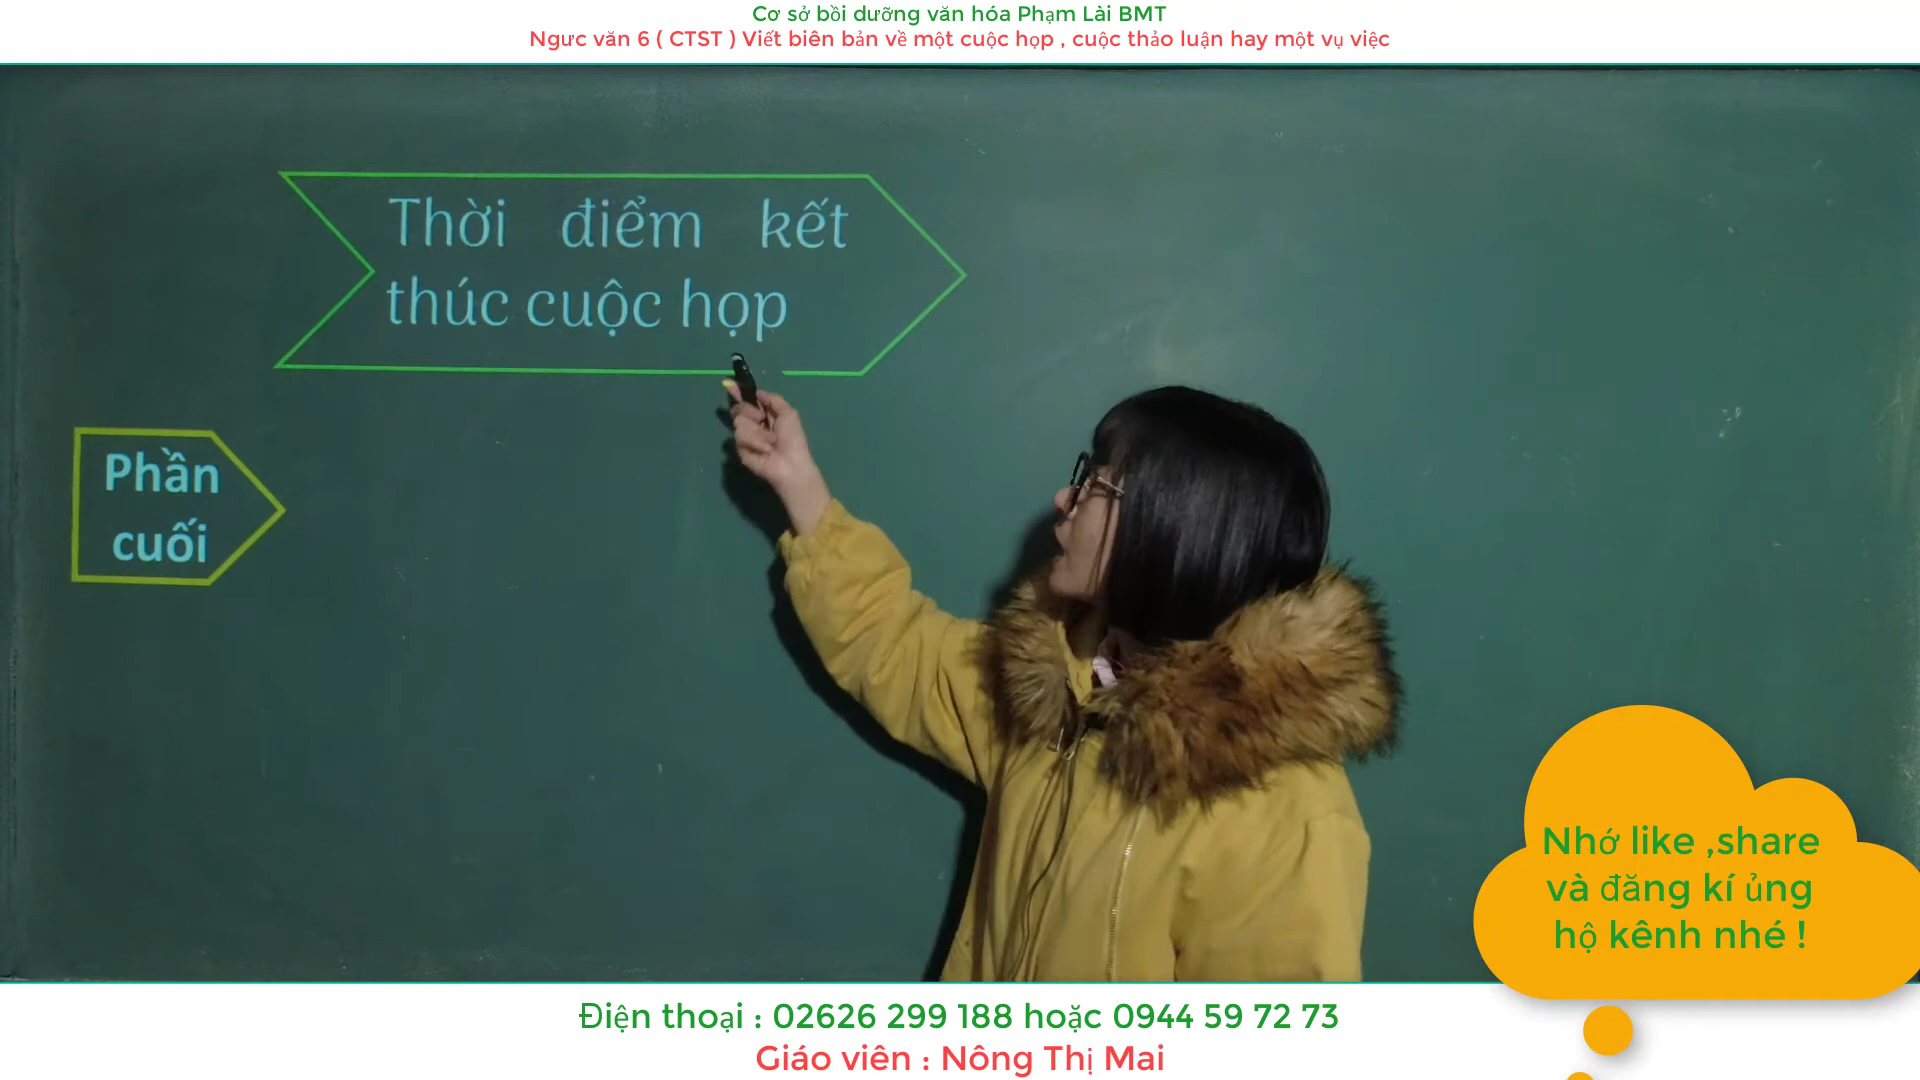 Cơ sở bồi dưỡng văn hóa Phạm Lài BMT
Ngưc văn 6 ( CTST ) Viết biên bản về một cuộc họp , cuộc thảo luận hay một vụ việc
Thời điểm kết
thúc cuộc họp
Phần
cuối
Nhớ like ,share
và đăng kí ủng
hộ kênh nhé !
Điện thoại : 02626 299 188 hoặc 0944 59 72 73
Giáo viên : Nông Thị Mai